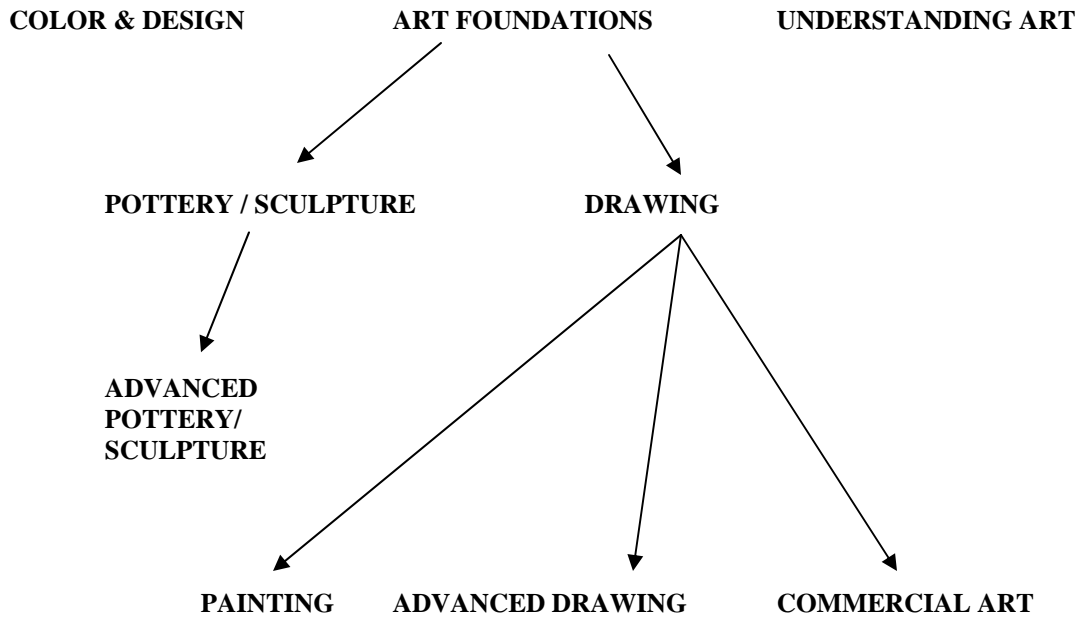 COLOR & DESIGN
ART FOUNDATIONS
UNDERSTANDING ART
POTTERY / SCULPTURE
DRAWING
ADVANCED
POTTERY/
SCULPTURE
PAINTING
ADVANCED DRAWING
COMMERCIAL ART